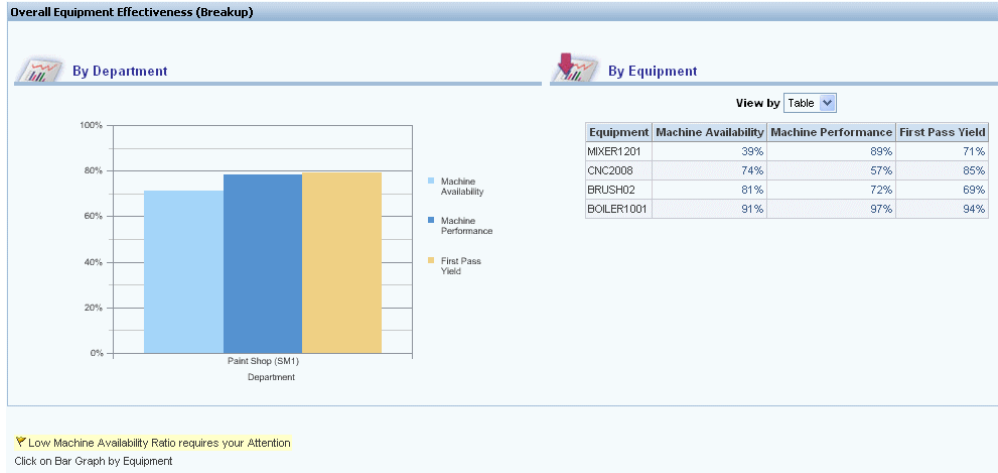 Overall Equipment Effectiveness (Breakup)
By Department
100%
80%
60%
40%
20%
0%
Paint Shop (SM1)
Department
Machine
Availability
Machine
Performance
First Pass
Yield
By Equipment
View by Table
Equipment Machine Availability Machine Performance First Pass Yield
MIXER1201 39% 89% 71%
CNC2008 74% 57% 85%
BRUSH02 81% 72% 69%
BOILER1001 91% 97% 94%
Low Machine Availability Ratio requires your Attention
Click on Bar Graph by Equipment